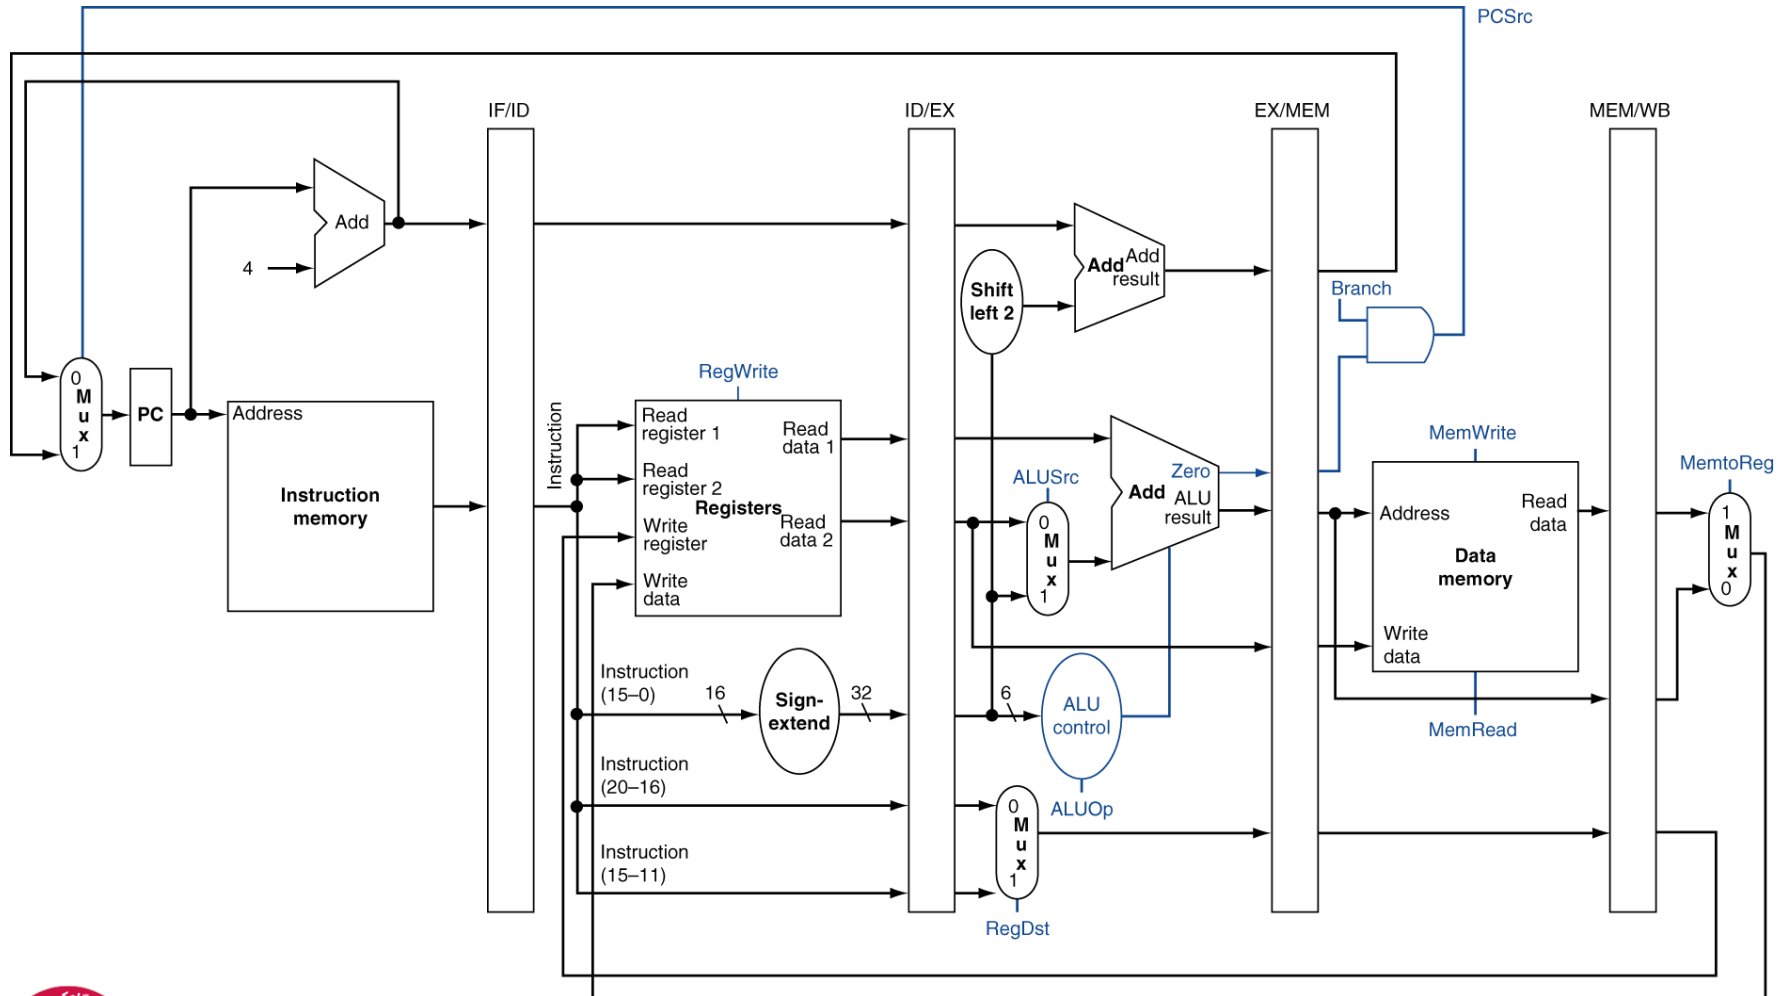 PCSrc
IF/ID
ID/EX
EX/MEM
MEM/WB
Add
4
Shift
left 2
Add
Add
result
Branch
0
M
u
x
1
PC
Address
Instruction
memory
Instruction
RegWrite
Read
register 1
Read
register 2
Write
register
Write
data
Registers
Read
data 1
Read
data 2
ALUSrc
0
M
u
x
1
Zero
Add
ALU
result
MemWrite
Address
Read
data
Data
memory
Write
data
MemRead
MemtoReg
1
M
u
x
0
Instruction
(15–0)
16
Sign-
extend
32
6
ALU
control
ALUOp
Instruction
(20–16)
Instruction
(15–11)
0
M
u
x
1
RegDst